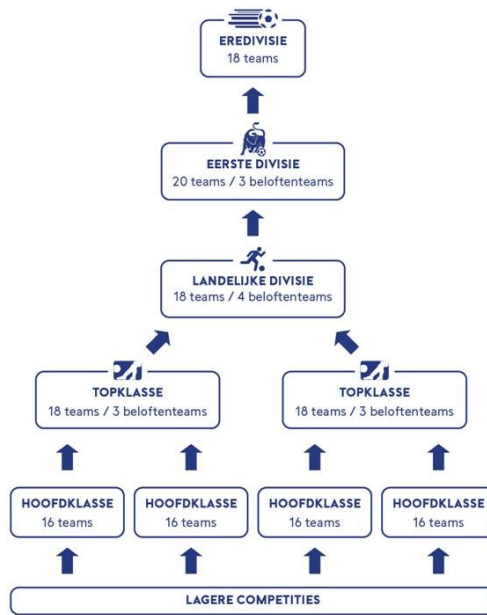 EREDIVISIE
18 teams
EERSTE DIVISIE
20 teams / 3 beloftenteams
LANDELIJKE DIVISIE
18 teams / 4 beloftenteams
TOPKLASSE
18 teams / 3 beloftenteams
TOPKLASSE
18 teams / 3 beloftenteams
HOOFDKLASSE
16 teams
HOOFDKLASSE
16 teams
HOOFDKLASSE
16 teams
HOOFDKLASSE
16 teams
LAGERE COMPETITIES